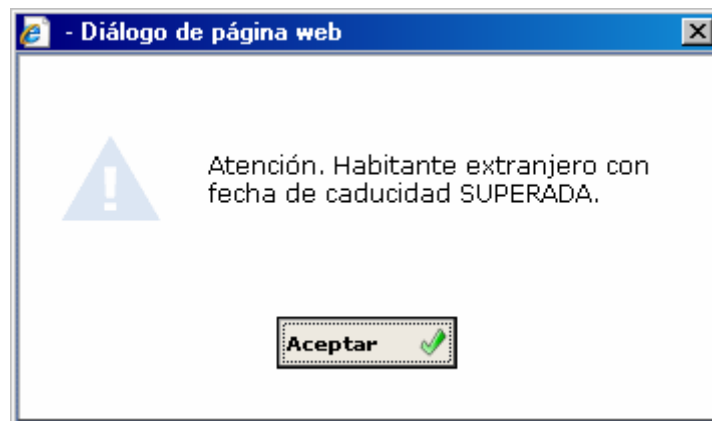 - Diálogo de página web
Atención. Habitante extranjero con
fecha de caducidad SUPERADA.
Aceptar